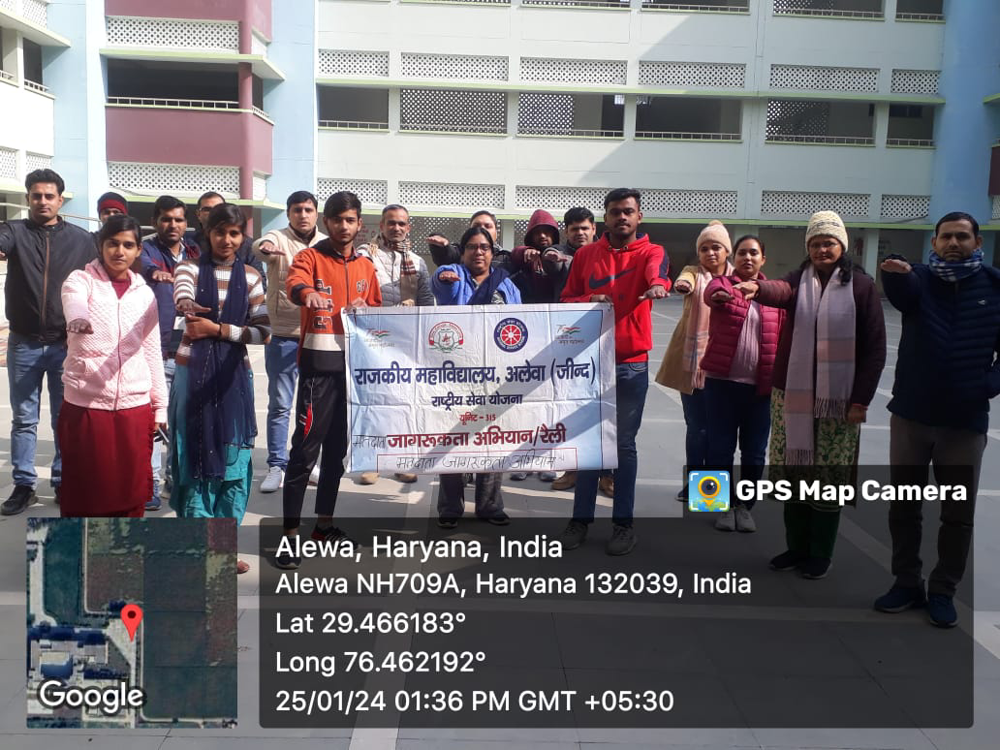 राजकीय महाविद्यालय, अलेवा (जीन्द)
राष्ट्रीय सेवा योजना
यूनिट - 315
मतदाता जागरूकता अभियान/रैली
मतदाता जागरूकता अभियान
GPS Map Camera
Alewa, Haryana, India
Alewa NH709A, Haryana 132039, India
Lat 29.466183°
Long 76.462192°
25/01/24 01:36 PM GMT +05:30
Google